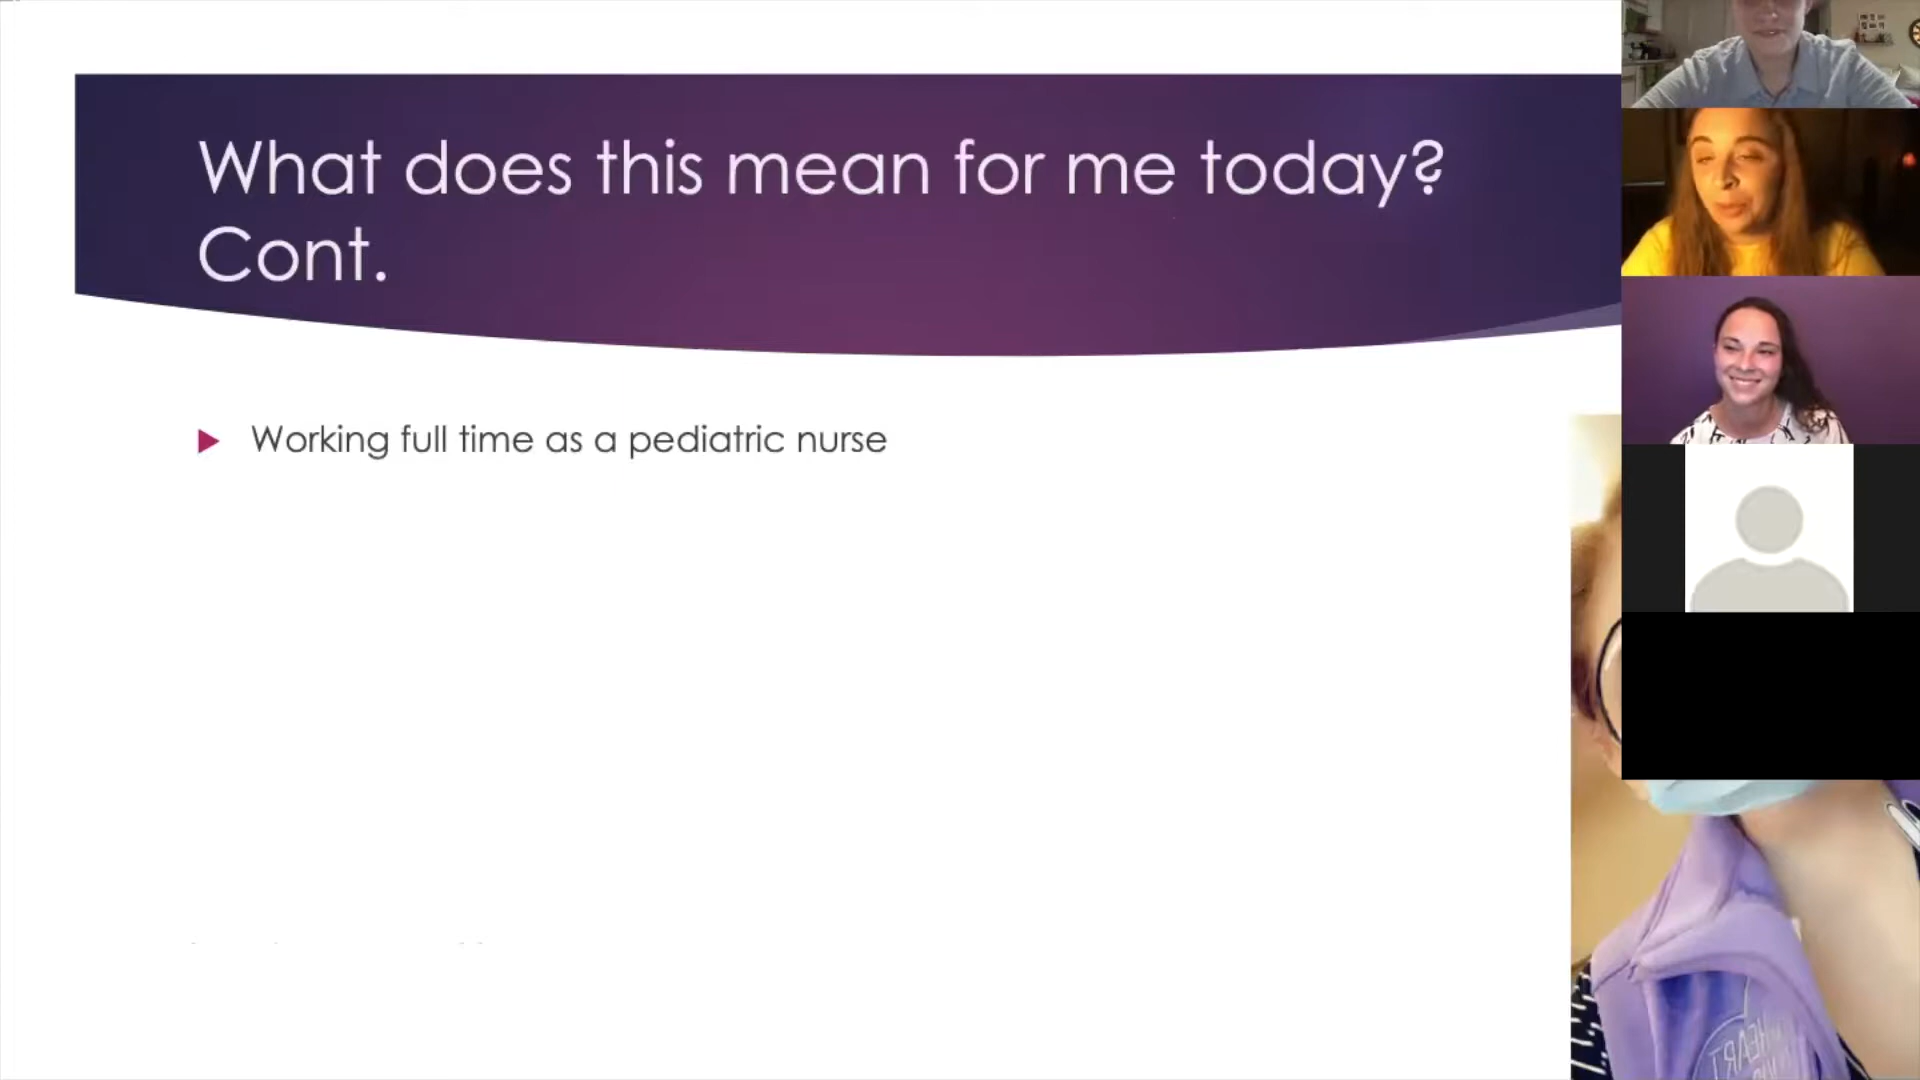 What does this mean for me today?
Cont.
Working full time as a pediatric nurse